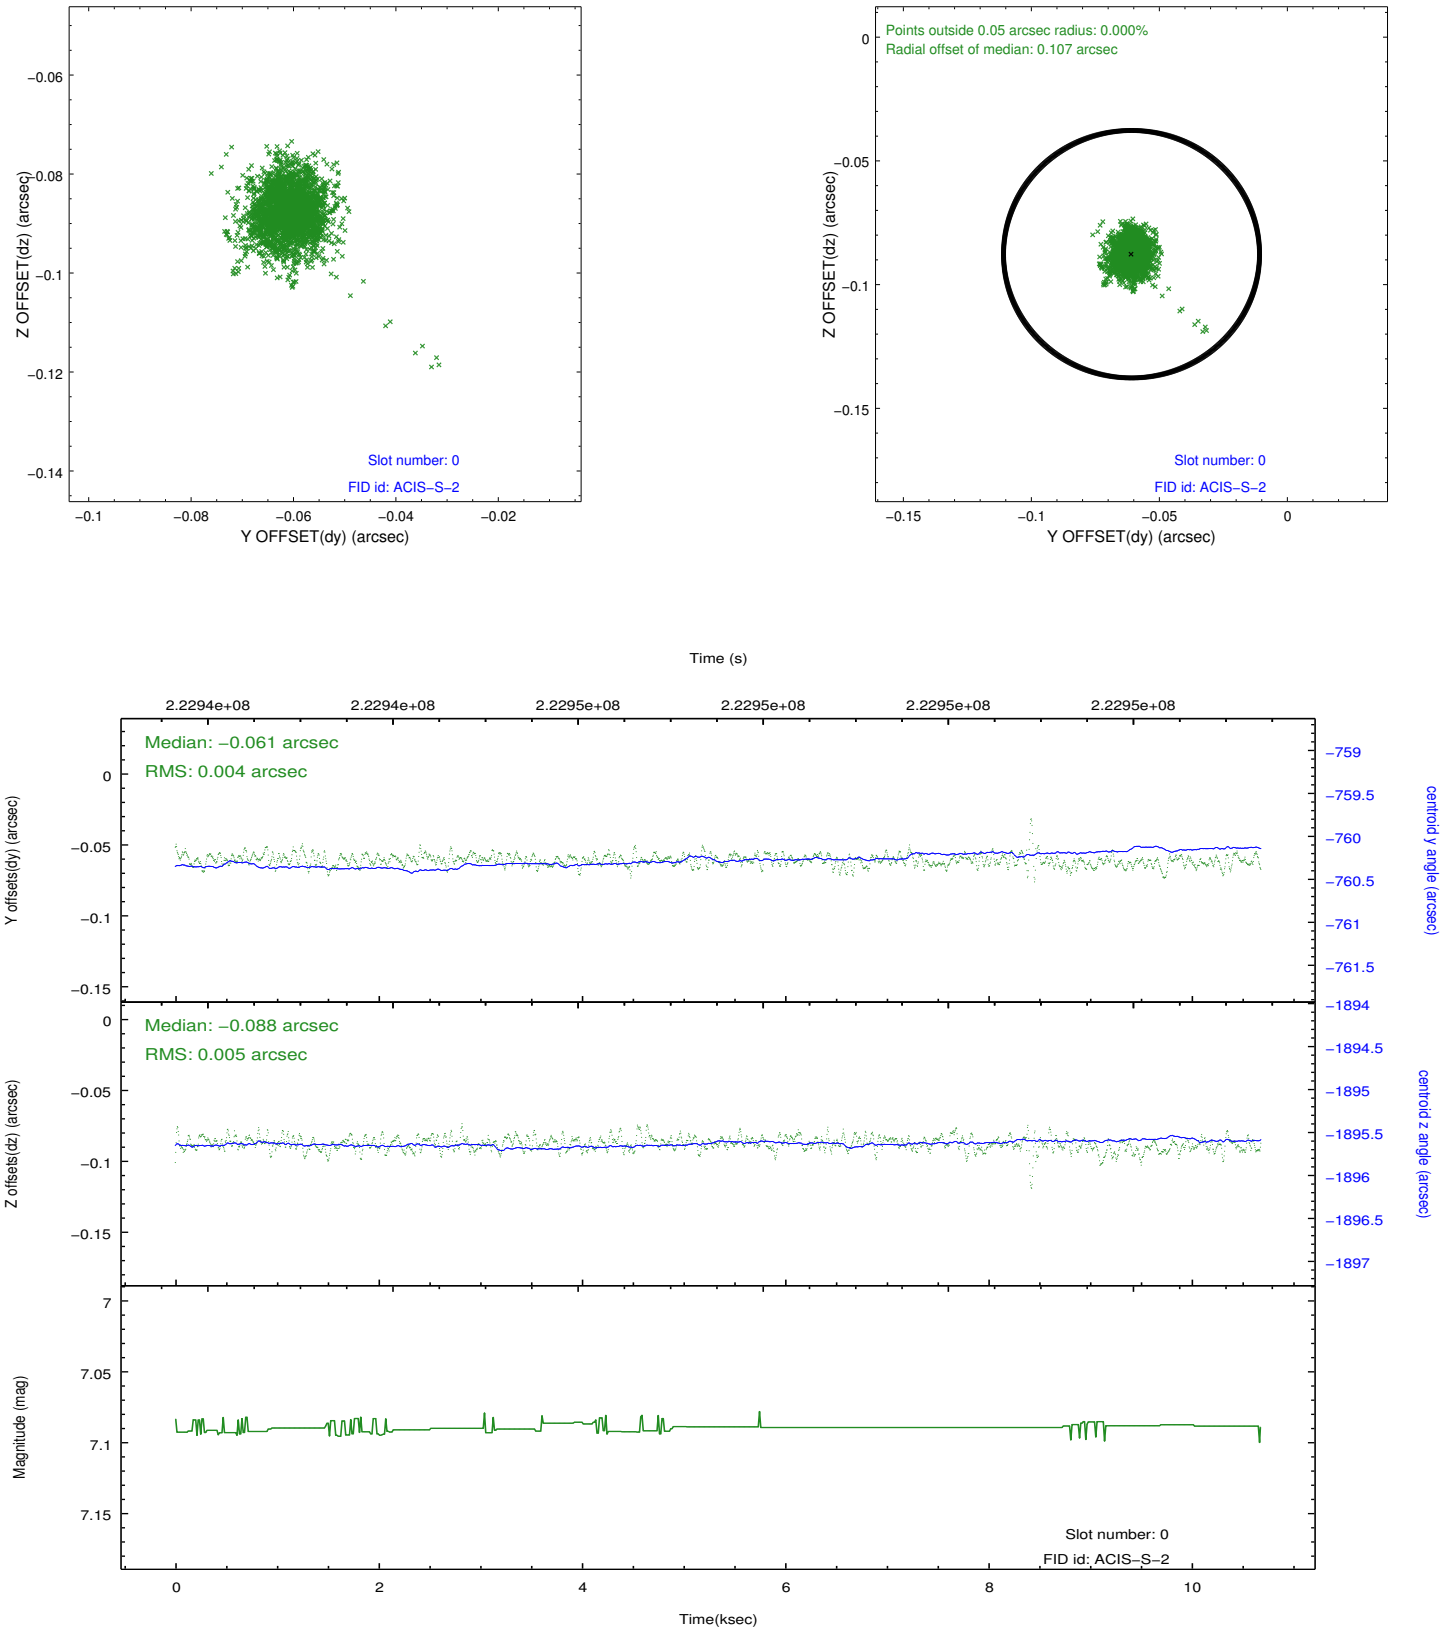 −0.06
−0.08
−0.1
−0.12
−0.14
Z OFFSET(dz) (arcsec)
Slot number: 0
FID id: ACIS−S−2
−0.1
−0.08
−0.06
−0.04
−0.02
Y OFFSET(dy) (arcsec)
Points outside 0.05 arcsec radius: 0.000%
Radial offset of median: 0.107 arcsec
0
−0.05
−0.1
−0.15
Z OFFSET(dz) (arcsec)
Slot number: 0
FID id: ACIS−S−2
−0.15
−0.1
−0.05
0
Y OFFSET(dy) (arcsec)
Time (s)
2.2294e+08
2.2294e+08
2.2295e+08
2.2295e+08
2.2295e+08
2.2295e+08
Median: −0.061 arcsec
RMS: 0.004 arcsec
0
−0.05
−0.1
−0.15
Y offsets(dy) (arcsec)
−759
−759.5
−760
−760.5
−761
−761.5
centroid y angle (arcsec)
Median: −0.088 arcsec
RMS: 0.005 arcsec
0
−0.05
−0.1
−0.15
Z offsets(dz) (arcsec)
−1894
−1894.5
−1895
−1895.5
−1896
−1896.5
−1897
centroid z angle (arcsec)
7
7.05
7.1
7.15
Magnitude (mag)
Slot number: 0
FID id: ACIS−S−2
0
2
4
6
8
10
Time(ksec)